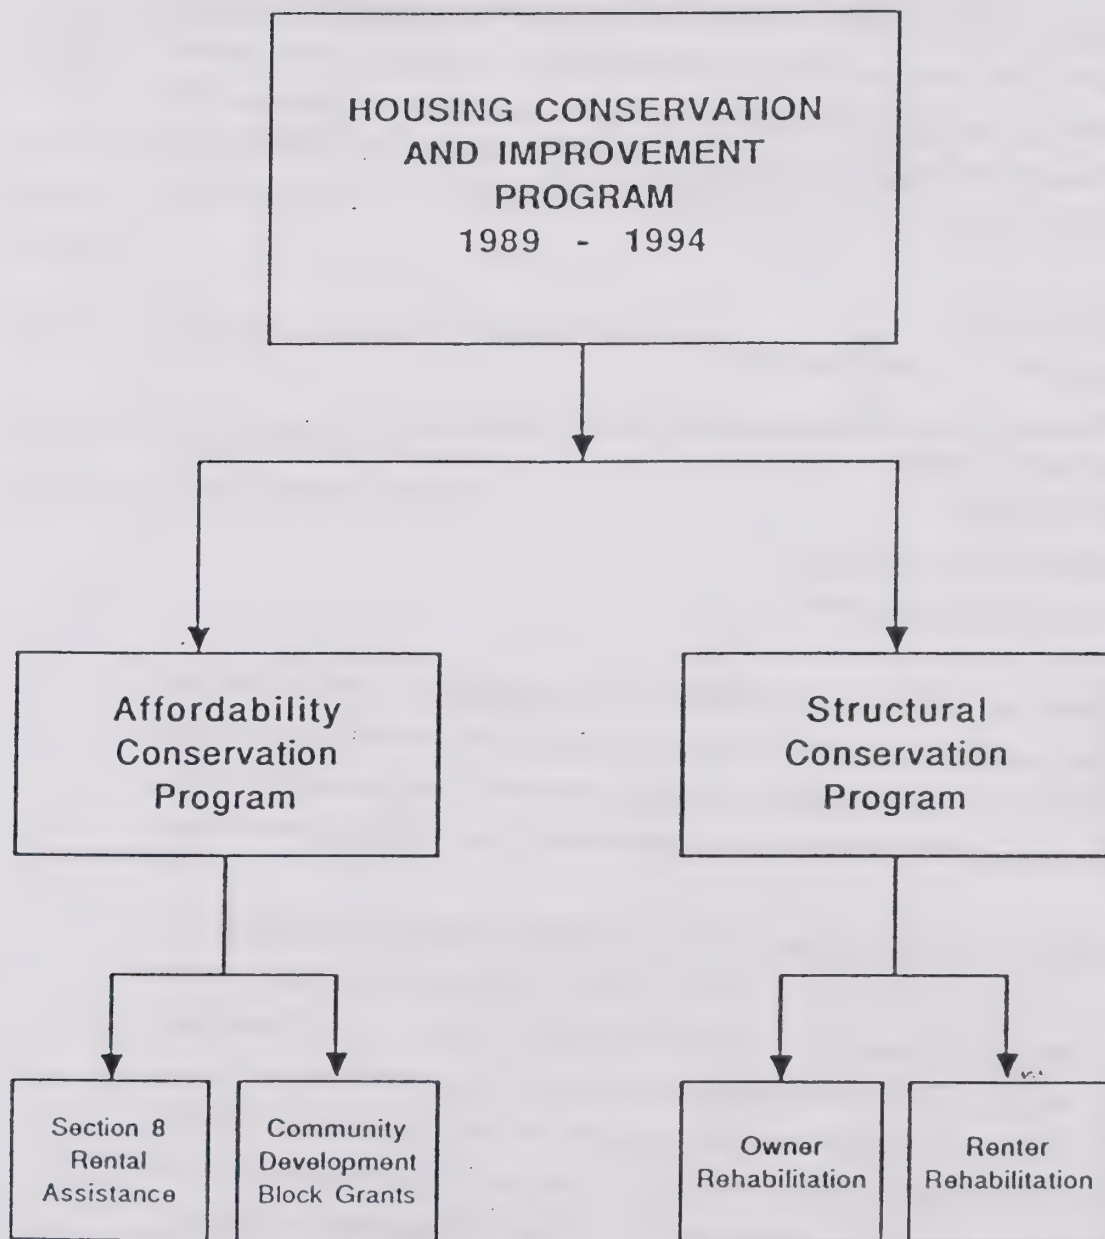 HOUSING CONSERVATION
AND IMPROVEMENT
PROGRAM
1989 - 1994
Affordability
Conservation
Program
Structural
Conservation
Program
Section 8
Rental
Assistance
Community
Development
Block Grants
Owner
Rehabilitation
Renter
Rehabilitation